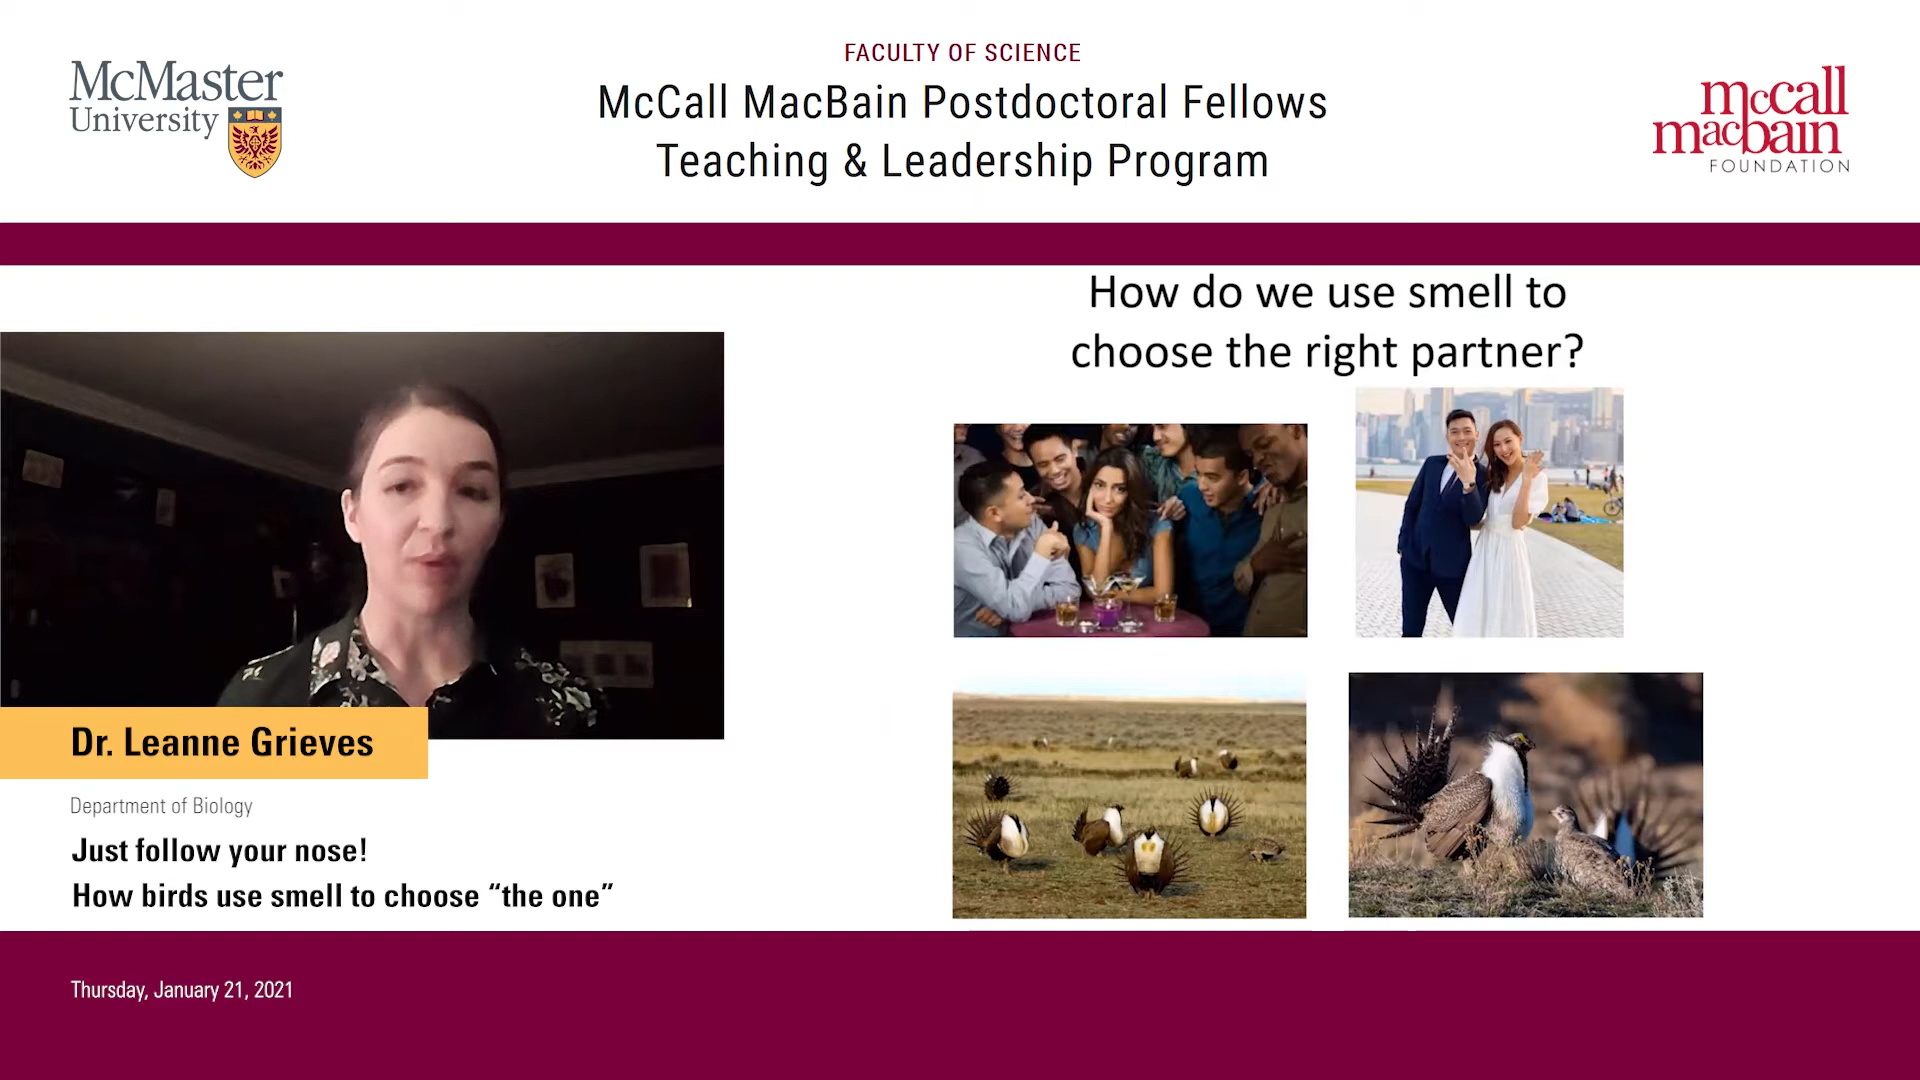 McMaster
University
FACULTY OF SCIENCE
McCall MacBain Postdoctoral Fellows
Teaching & Leadership Program
mccall
macbain
FOUNDATION
How do we use smell to
choose the right partner?
Dr. Leanne Grieves
Department of Biology
Just follow your nose!
How birds use smell to choose “the one”
Thursday, January 21, 2021